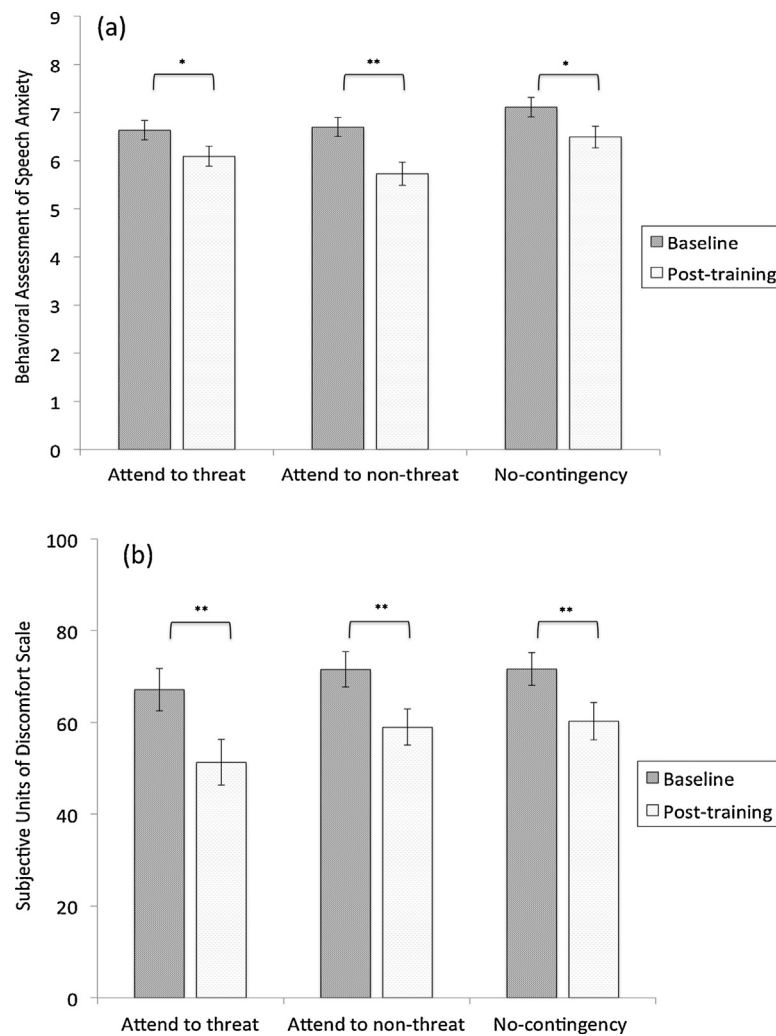 (a)
Behavioral Assessment of Speech Anxiety
9
8
7
6
5
4
3
2
1
0
*
**
*
Attend to threat
Attend to non-threat
No-contingency
Baseline
Post-training
(b)
Subjective Units of Discomfort Scale
100
80
60
40
20
0
**
**
**
Attend to threat
Attend to non-threat
No-contingency
Baseline
Post-training